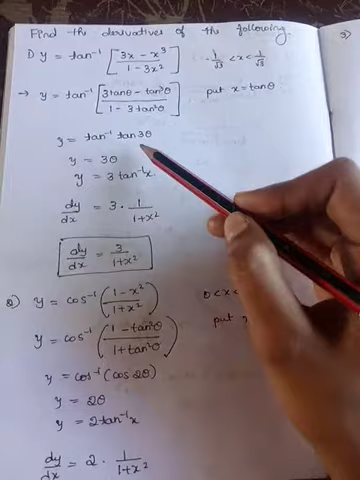 Find the derivatives of the following.
1) y = tan⁻¹ [3x - x³ / 1 - 3x²] -1/√3 < x < 1/√3
→ y = tan⁻¹ [3tanθ - tan³θ / 1 - 3tan²θ] put x = tanθ
y = tan⁻¹ tan3θ
y = 3θ
y = 3 tan⁻¹x
dy/dx = 3 · 1/1+x²
dy/dx = 3/1+x²
2) y = cos⁻¹ (1 - x² / 1 + x²) 0 < x <
y = cos⁻¹ (1 - tan²θ / 1 + tan²θ) put
y = cos⁻¹ (cos 2θ)
y = 2θ
y = 2tan⁻¹x
dy/dx = 2 · 1/1+x²